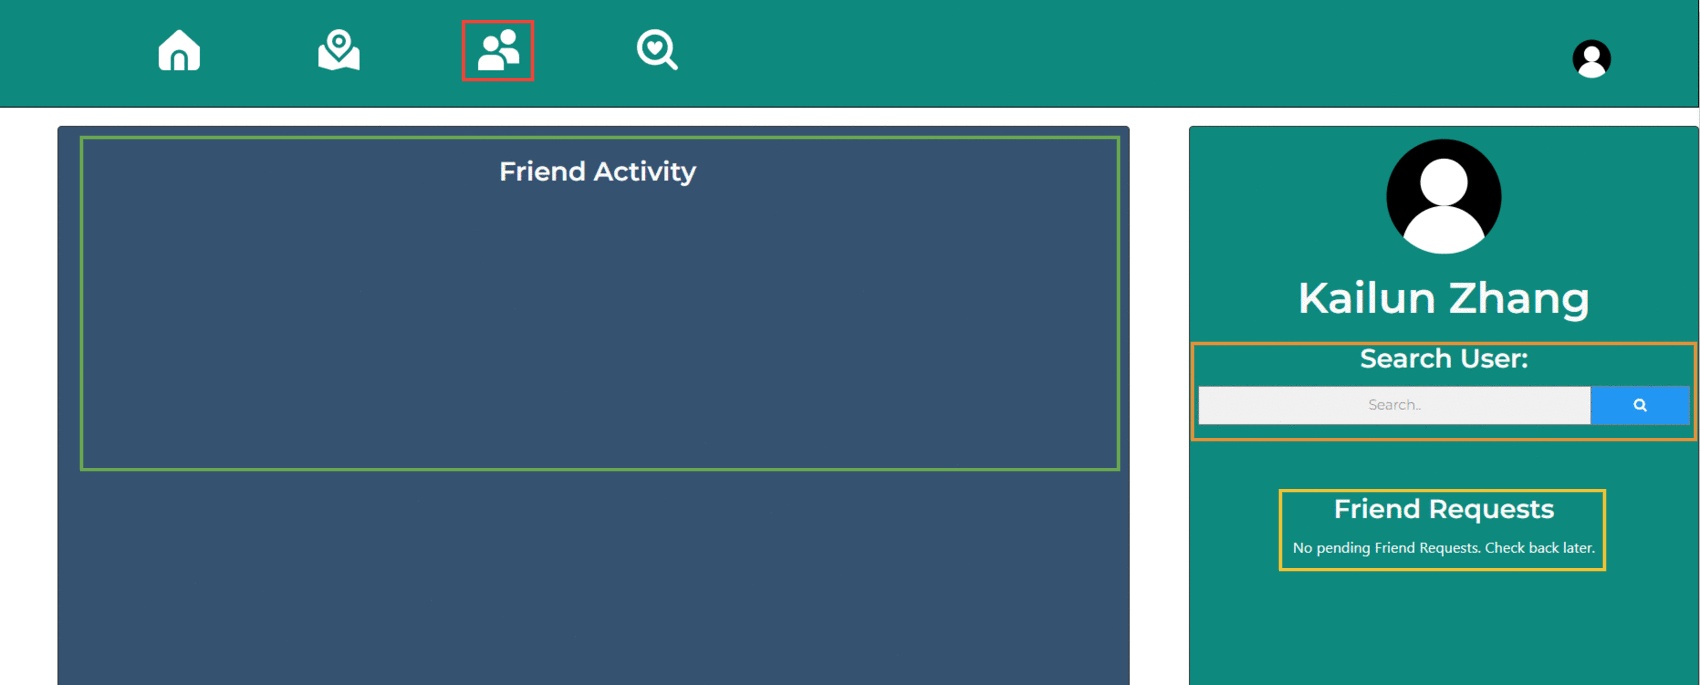 Friend Activity
Kailun Zhang
Search User:
Search..
Friend Requests
No pending Friend Requests. Check back later.